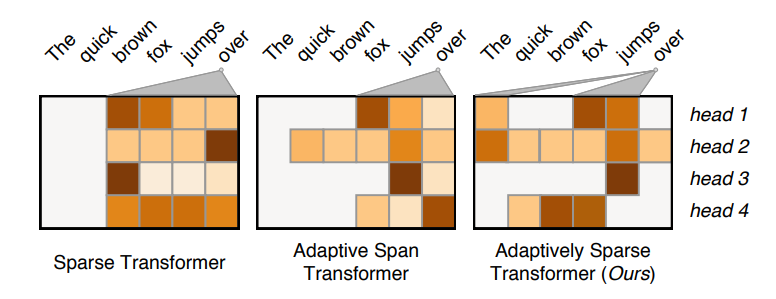 The quick brown fox jumps over
The quick brown fox jumps over
The quick brown fox jumps over
head 1
head 2
head 3
head 4
Sparse Transformer
Adaptive Span
Transformer
Adaptively Sparse
Transformer (Ours)